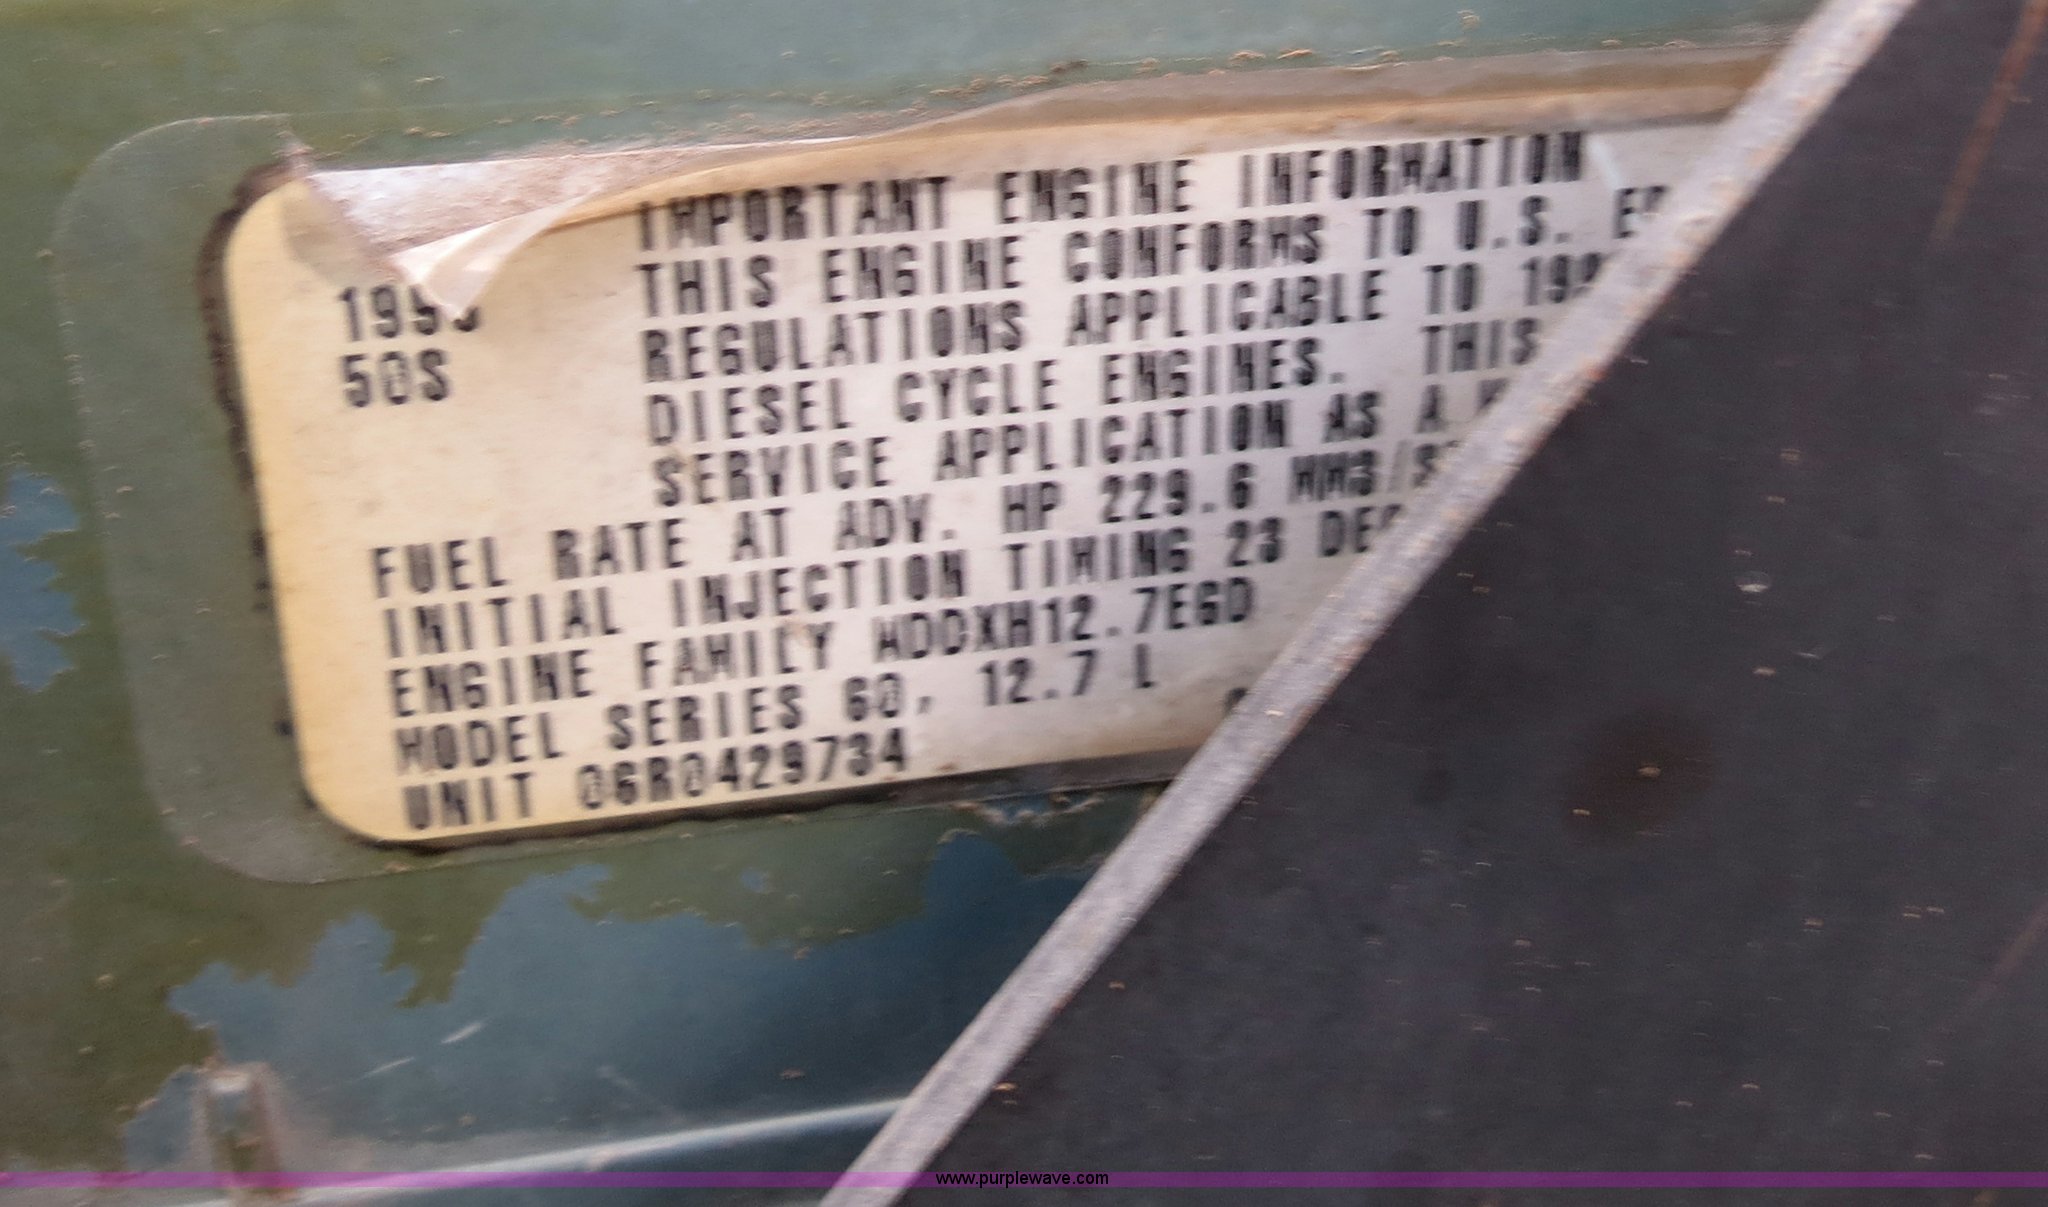 IMPORTANT ENGINE INFORMATION
THIS ENGINE CONFORMS TO U.S.
REGULATIONS APPLICABLE TO
DIESEL CYCLE ENGINES. THIS
SERVICE APPLICATION AS A
50S
FUEL RATE AT ADV. HP 229.6
INITIAL INJECTION TIMING 23 DEG
ENGINE FAMILY WDDXH12.7EGD
MODEL SERIES 60, 12.7 L
UNIT 06R0429734
www.purplewave.com